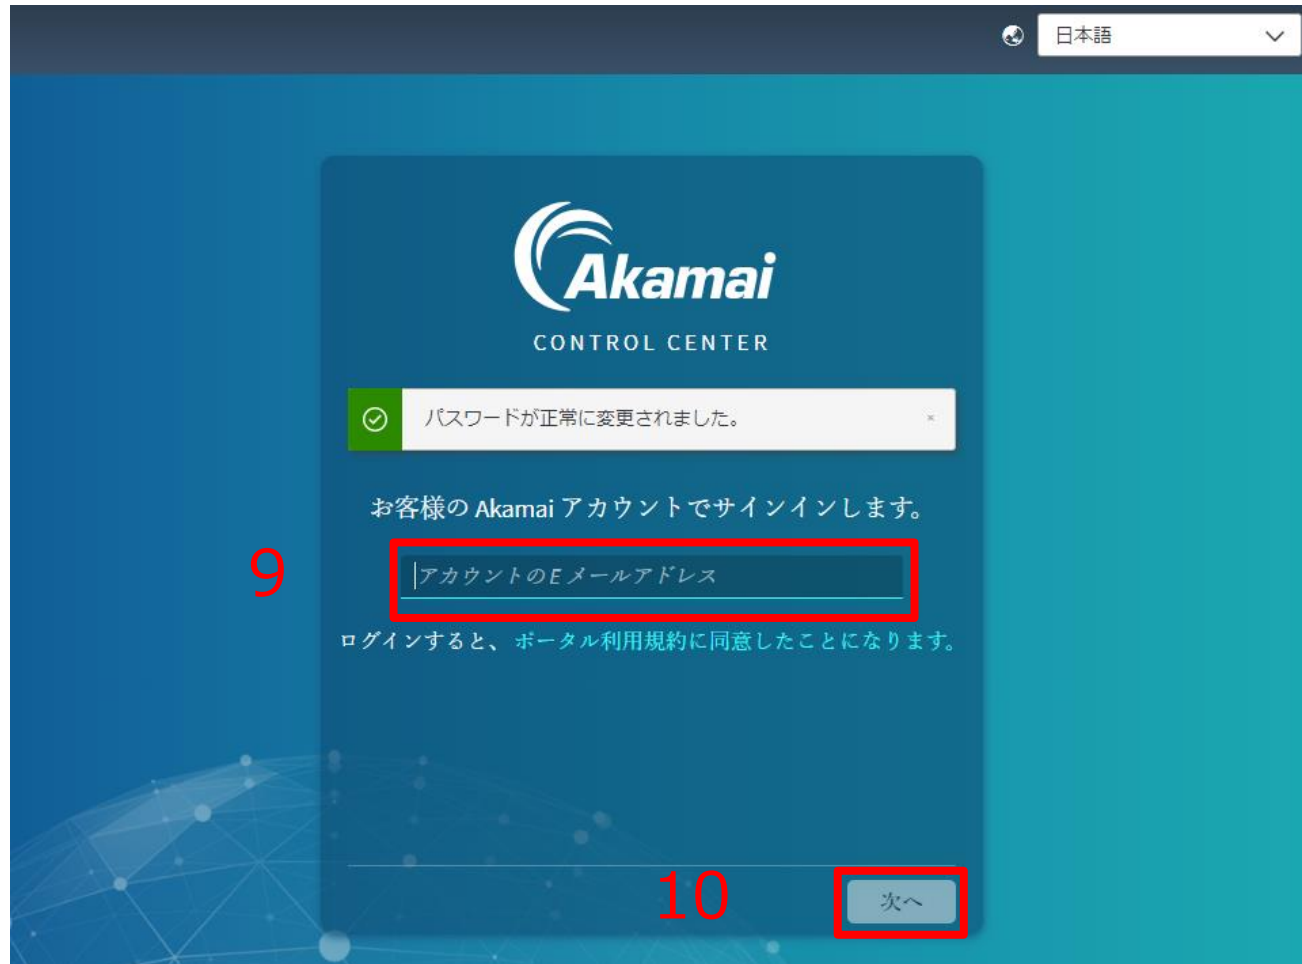 日本語
Akamai
CONTROL CENTER
パスワードが正常に変更されました。
×
お客様の Akamai アカウントでサインインします。
9
アカウントのEメールアドレス
ログインすると、ポータル利用規約に同意したことになります。
10
次へ